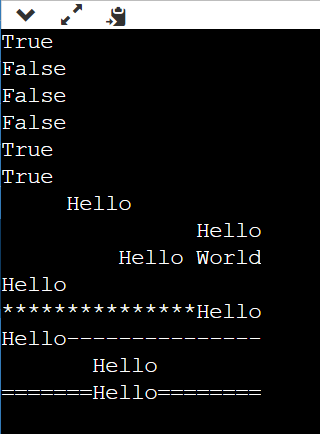 True
False
False
False
True
True
     Hello
               Hello
         Hello World
Hello
***************Hello
Hello---------------
       Hello
=======Hello========